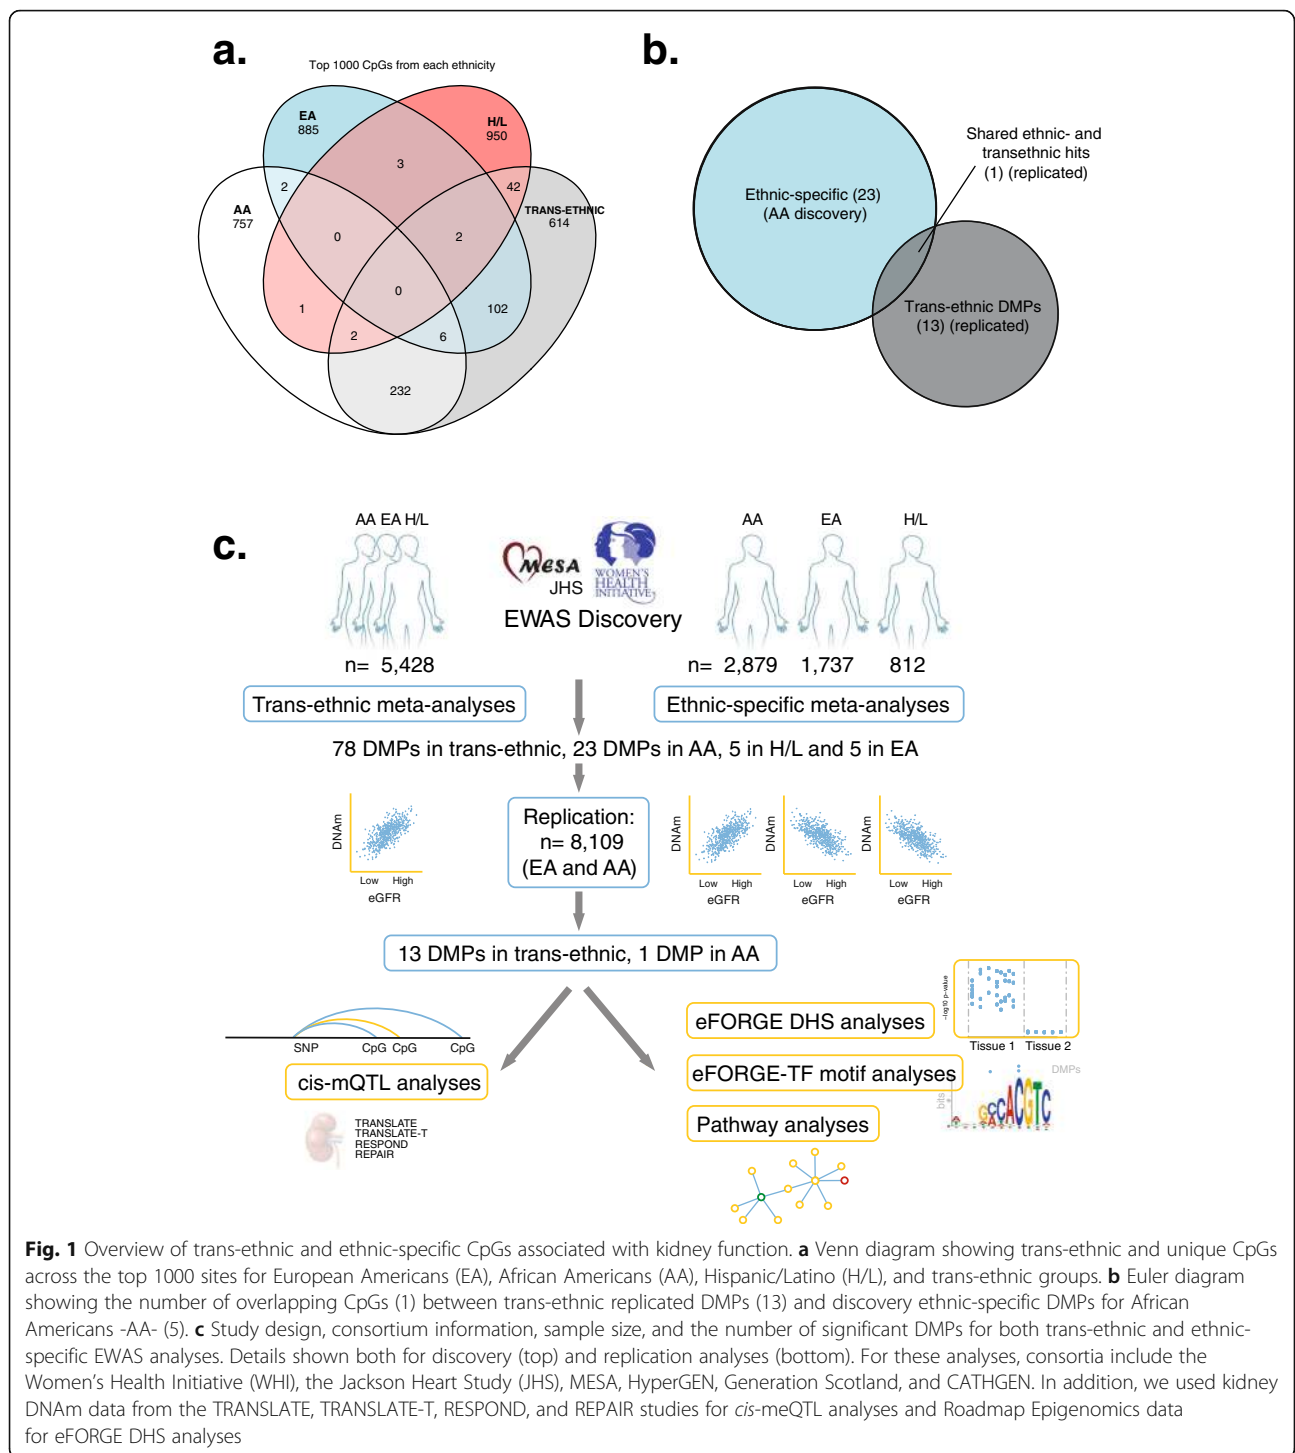 a.
Top 1000 CpGs from each ethnicity
EA
885
H/L
950
3
2
42
AA
757
TRANS-ETHNIC
614
0
2
0
1
102
2
6
232
b.
Shared ethnic- and
transethnic hits
(1) (replicated)
Ethnic-specific (23)
(AA discovery)
Trans-ethnic DMPs
(13) (replicated)
c.
AA EA H/L
MESA
JHS
WOMEN'S
HEALTH
INITIATIVE
EWAS Discovery
AA EA H/L
n= 5,428
n= 2,879 1,737 812
Trans-ethnic meta-analyses
Ethnic-specific meta-analyses
78 DMPs in trans-ethnic, 23 DMPs in AA, 5 in H/L and 5 in EA
DNAm
Low High
eGFR
Replication:
n= 8,109
(EA and AA)
DNAm
Low High
eGFR
DNAm
Low High
eGFR
DNAm
Low High
eGFR
13 DMPs in trans-ethnic, 1 DMP in AA
SNP CpG CpG CpG
cis-mQTL analyses
TRANSLATE
TRANSLATE-T
RESPOND
REPAIR
eFORGE DHS analyses
−log10 p-value
Tissue 1 Tissue 2
eFORGE-TF motif analyses
DMPs
bits
ACGTC
Pathway analyses
Fig. 1 Overview of trans-ethnic and ethnic-specific CpGs associated with kidney function. a Venn diagram showing trans-ethnic and unique CpGs
across the top 1000 sites for European Americans (EA), African Americans (AA), Hispanic/Latino (H/L), and trans-ethnic groups. b Euler diagram
showing the number of overlapping CpGs (1) between trans-ethnic replicated DMPs (13) and discovery ethnic-specific DMPs for African
Americans -AA- (5). c Study design, consortium information, sample size, and the number of significant DMPs for both trans-ethnic and ethnic-
specific EWAS analyses. Details shown both for discovery (top) and replication analyses (bottom). For these analyses, consortia include the
Women's Health Initiative (WHI), the Jackson Heart Study (JHS), MESA, HyperGEN, Generation Scotland, and CATHGEN. In addition, we used kidney
DNAm data from the TRANSLATE, TRANSLATE-T, RESPOND, and REPAIR studies for cis-meQTL analyses and Roadmap Epigenomics data
for eFORGE DHS analyses